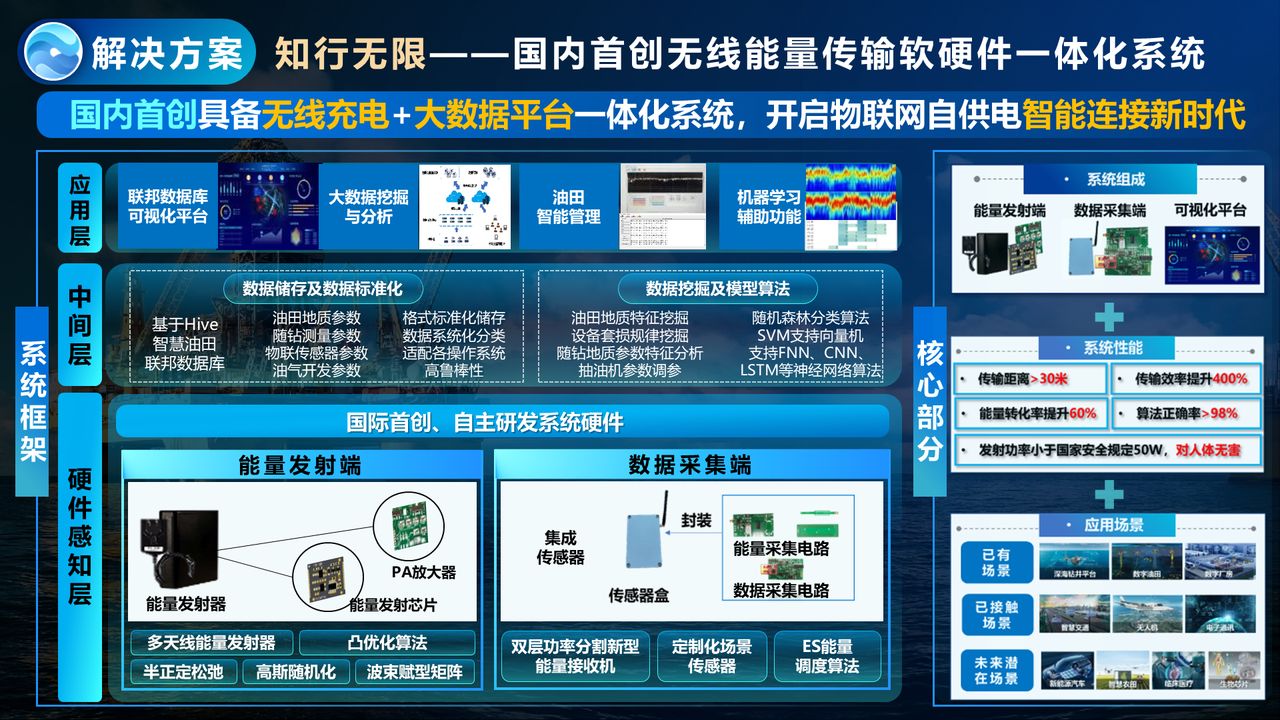 解决方案
知行无限——国内首创无线能量传输软硬件一体化系统
国内首创具备无线充电+大数据平台一体化系统，开启物联网自供电智能连接新时代
系统框架
应用层
联邦数据库
可视化平台
大数据挖掘
与分析
油田
智能管理
机器学习
辅助功能
中间层
数据储存及数据标准化
基于Hive
智慧油田
联邦数据库
油田地质参数
随钻测量参数
物联传感器参数
油气开发参数
格式标准化储存
数据系统化分类
适配各操作系统
高鲁棒性
数据挖掘及模型算法
油田地质特征挖掘
设备套损规律挖掘
随钻地质参数特征分析
抽油机参数调参
随机森林分类算法
SVM支持向量机
支持FNN、CNN、
LSTM等神经网络算法
硬件感知层
国际首创、自主研发系统硬件
能量发射端
能量发射器
PA放大器
能量发射芯片
多天线能量发射器
凸优化算法
半正定松弛
高斯随机化
波束赋型矩阵
数据采集端
集成
传感器
传感器盒
封装
能量采集电路
数据采集电路
双层功率分割新型
能量接收机
定制化场景
传感器
ES能量
调度算法
核心部分
• 系统组成
能量发射端
数据采集端
可视化平台
• 系统性能
• 传输距离>30米
• 传输效率提升400%
• 能量转化率提升60%
• 算法正确率>98%
• 发射功率小于国家安全规定50W，对人体无害
• 应用场景
已有
场景
深海钻井平台
数字油田
数字厂房
已接触
场景
智慧交通
无人机
电子通讯
未来潜
在场景
新能源汽车
智慧农田
临床医疗
生物芯片